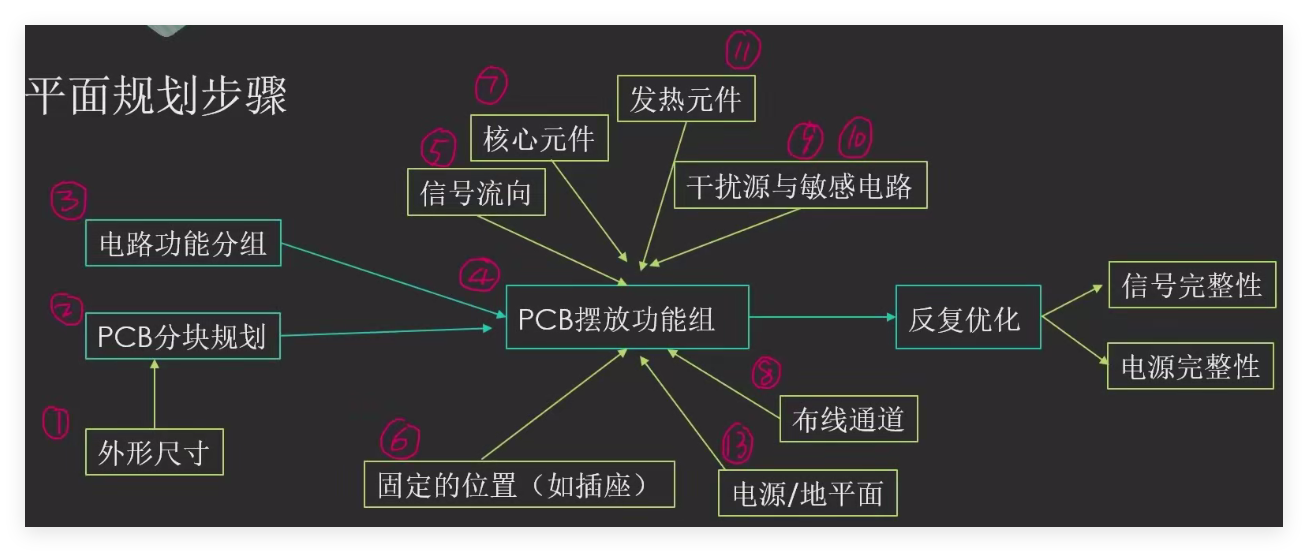 平面规划步骤
⑪
发热元件
⑦
核心元件
⑨ ⑩
干扰源与敏感电路
⑤
信号流向
③
电路功能分组
④
PCB摆放功能组
②
PCB分块规划
反复优化
信号完整性
电源完整性
①
外形尺寸
⑧
布线通道
⑥
固定的位置（如插座）
⑬
电源/地平面